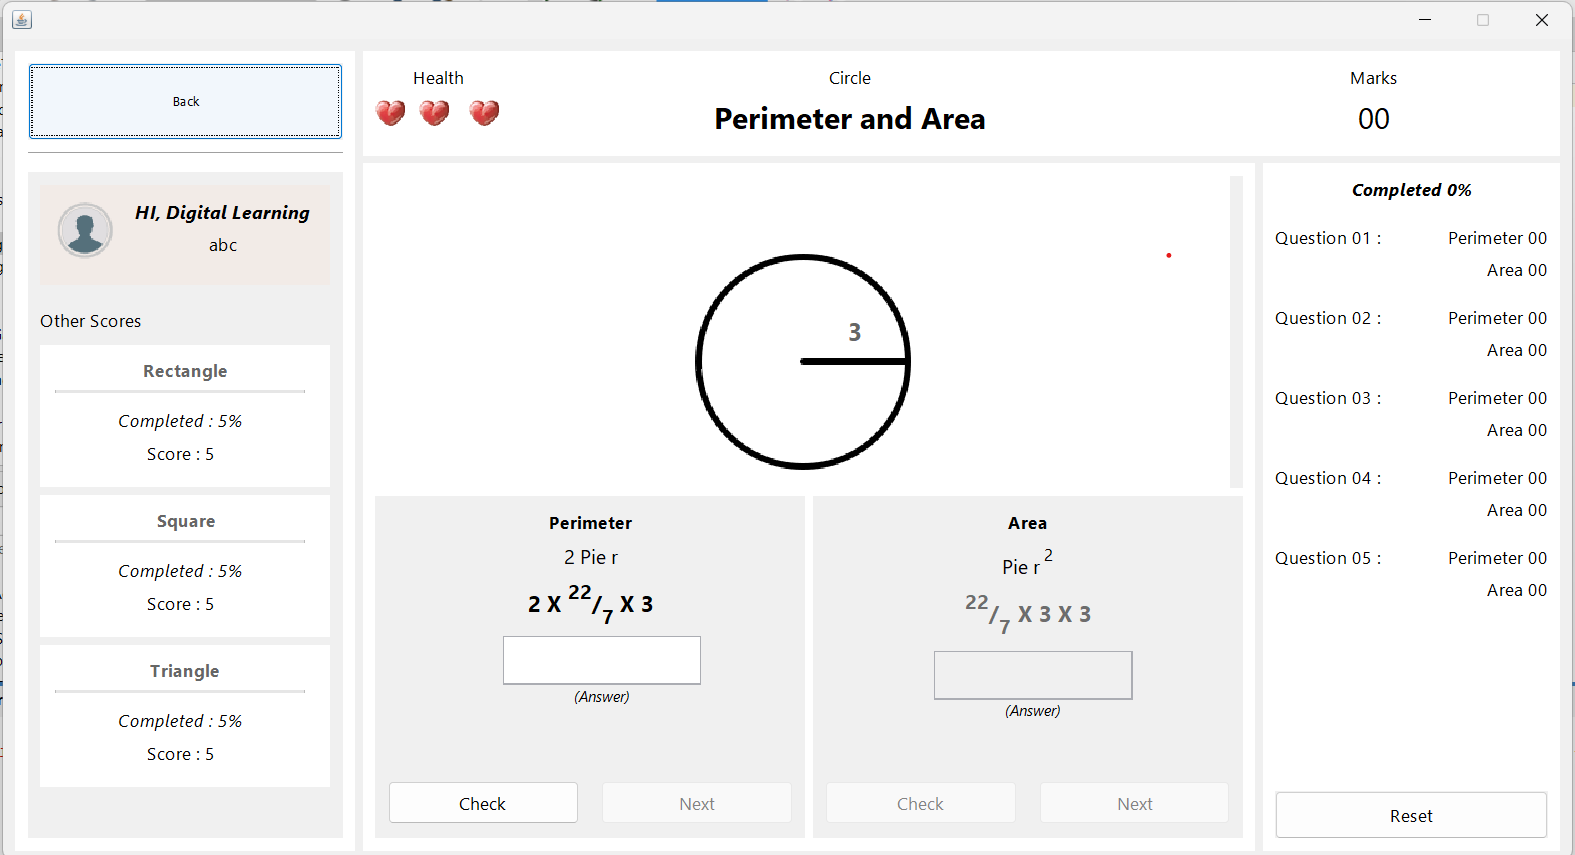 Back
HI, Digital Learning
abc
Other Scores
Rectangle
Completed : 5%
Score : 5
Square
Completed : 5%
Score : 5
Triangle
Completed : 5%
Score : 5
Health
Circle
Perimeter and Area
Marks
00
3
Perimeter
2 Pie r
2 X 22/7 X 3
(Answer)
Check
Next
Area
Pie r 2
22/7 X 3 X 3
(Answer)
Check
Next
Completed 0%
Question 01 : Perimeter 00
Area 00
Question 02 : Perimeter 00
Area 00
Question 03 : Perimeter 00
Area 00
Question 04 : Perimeter 00
Area 00
Question 05 : Perimeter 00
Area 00
Reset